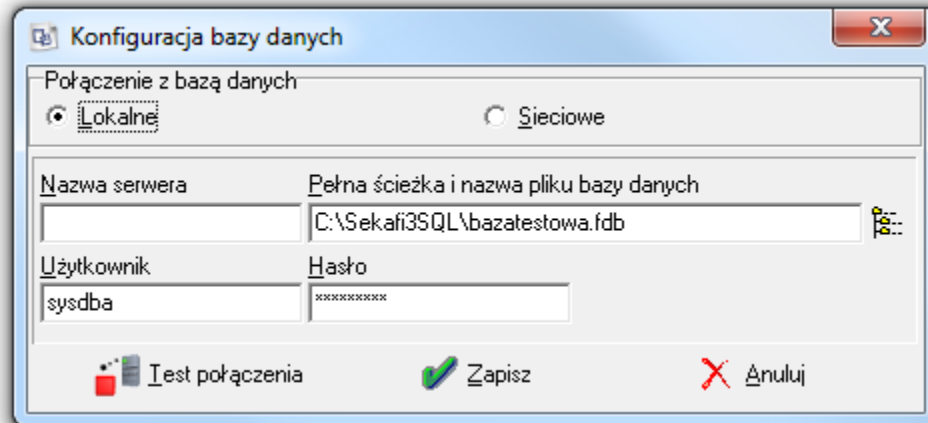 Konfiguracja bazy danych
Połączenie z bazą danych
Lokalne Sieciowe
Nazwa serwera Pełna ścieżka i nazwa pliku bazy danych
C:\Sekafi3SQL\bazatestowa.fdb
Użytkownik Hasło
sysdba *********
Test połączenia Zapisz Anuluj